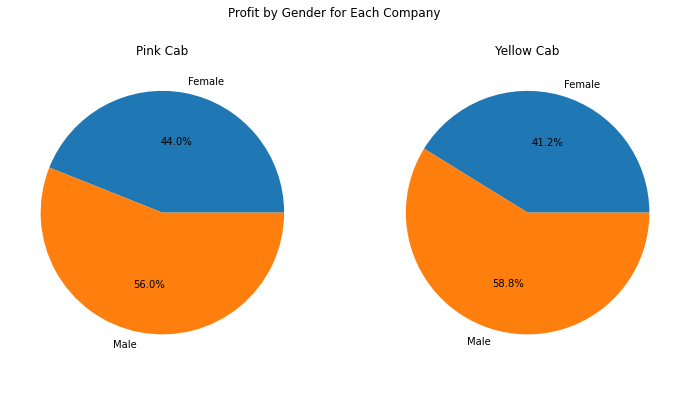 Profit by Gender for Each Company
Pink Cab
Female
44.0%
56.0%
Male
Yellow Cab
Female
41.2%
58.8%
Male